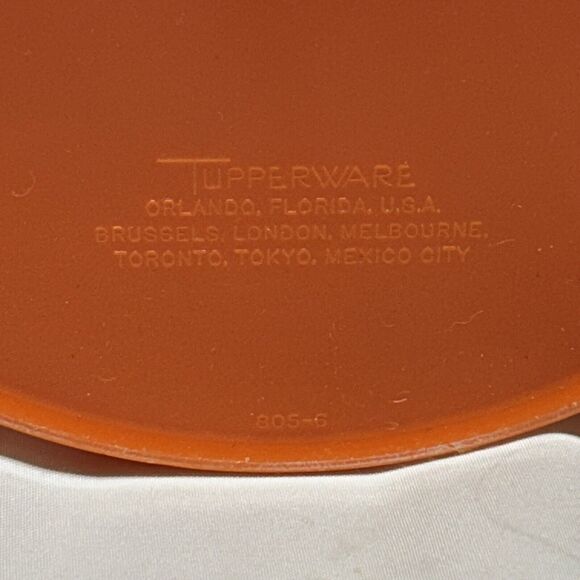 TUPPERWARE
ORLANDO, FLORIDA, U.S.A.
BRUSSELS, LONDON, MELBOURNE,
TORONTO, TOKYO, MEXICO CITY
805-6